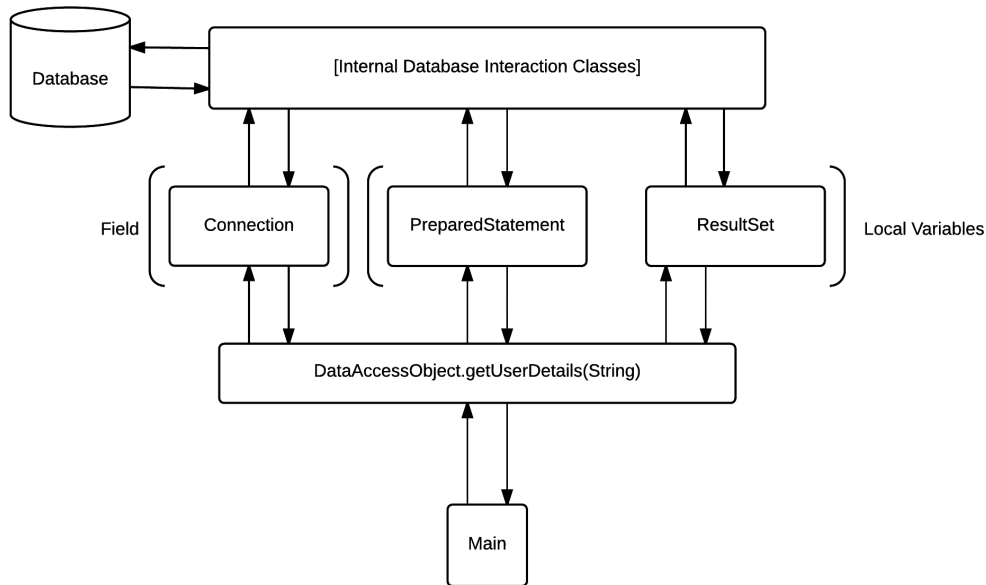 Database
[Internal Database Interaction Classes]
Field
Connection
PreparedStatement
ResultSet
Local Variables
DataAccessObject.getUserDetails(String)
Main